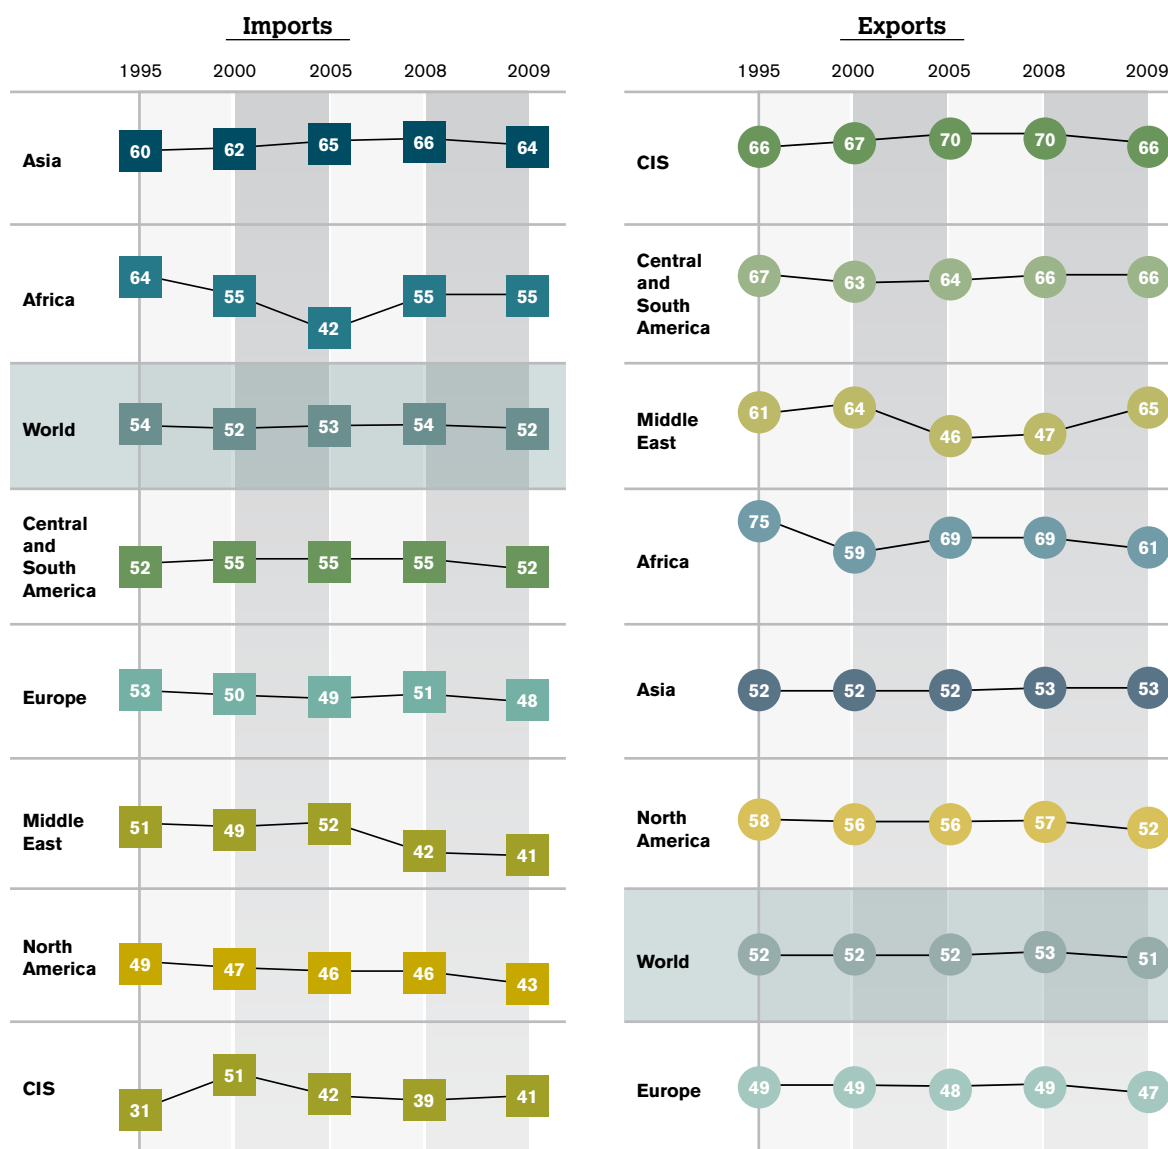 Imports
1995 2000 2005 2008 2009
Asia
60 62 65 66 64
Africa
64 55 42 55 55
World
54 52 53 54 52
Central
and
South
America
52 55 55 55 52
Europe
53 50 49 51 48
Middle
East
51 49 52 42 41
North
America
49 47 46 46 43
CIS
31 51 42 39 41
Exports
1995 2000 2005 2008 2009
CIS
66 67 70 70 66
Central
and
South
America
67 63 64 66 66
Middle
East
61 64 46 47 65
Africa
75 59 69 69 61
Asia
52 52 52 53 53
North
America
58 56 56 57 52
World
52 52 52 53 51
Europe
49 49 48 49 47